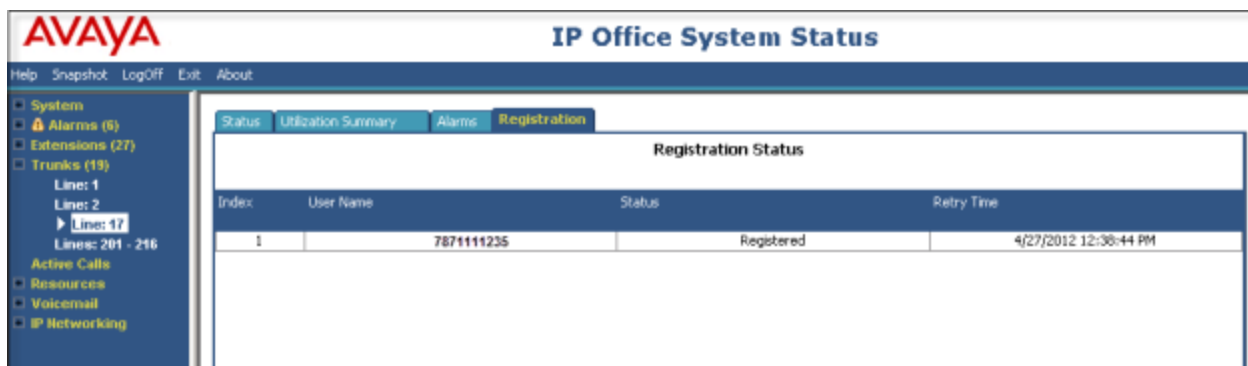 AVAYA
IP Office System Status
Help Snapshot LogOff Exit About
System
Alarms (6)
Extensions (27)
Trunks (19)
Line: 1
Line: 2
Line: 17
Lines: 201 - 216
Active Calls
Resources
Voicemail
IP Networking
Status Utilization Summary Alarms Registration
Registration Status
Index User Name Status Retry Time
1 7871111235 Registered 4/27/2012 12:38:44 PM